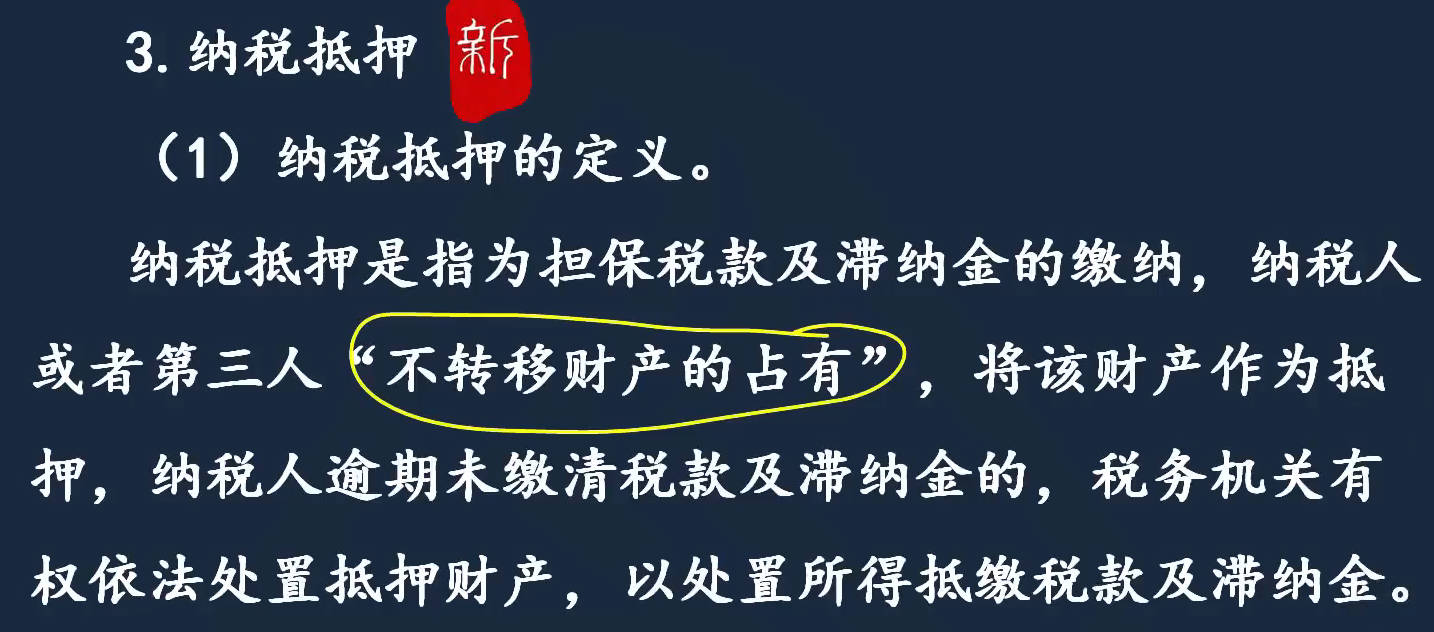 3.纳税抵押 新
（1）纳税抵押的定义。
纳税抵押是指为担保税款及滞纳金的缴纳，纳税人
或者第三人“不转移财产的占有”，将该财产作为抵
押，纳税人逾期未缴清税款及滞纳金的，税务机关有
权依法处置抵押财产，以处置所得抵缴税款及滞纳金。